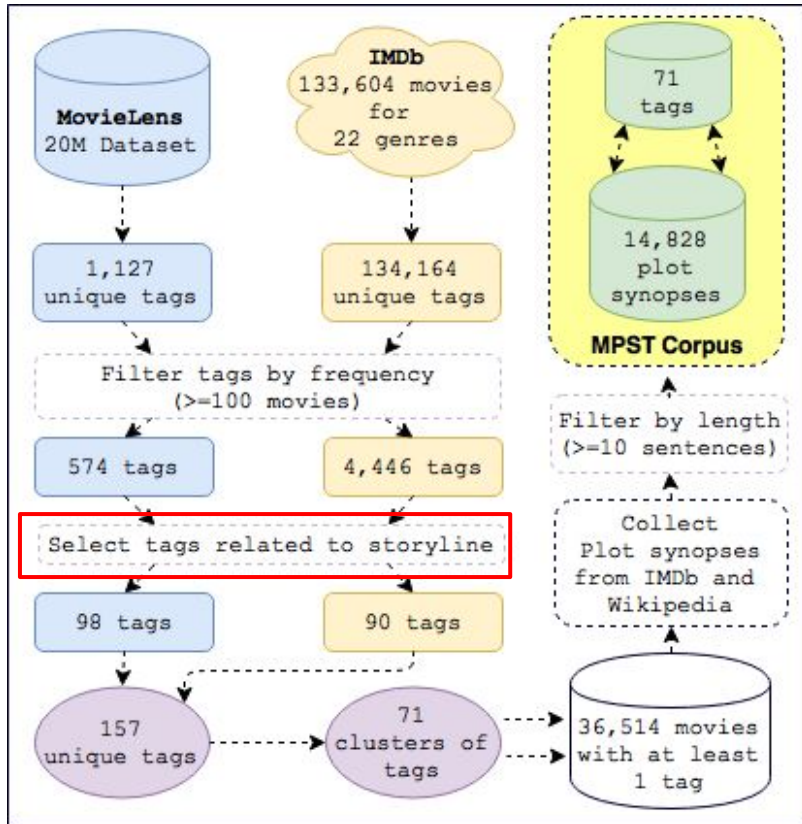 MovieLens
20M Dataset
IMDb
133,604 movies
for
22 genres
71
tags
14,828
plot
synopses
MPST Corpus
1,127
unique tags
134,164
unique tags
Filter tags by frequency
(>=100 movies)
574 tags
4,446 tags
Select tags related to storyline
98 tags
90 tags
157
unique tags
71
clusters of
tags
36,514 movies
with at least
1 tag
Collect
Plot synopses
from IMDb and
Wikipedia
Filter by length
(>=10 sentences)